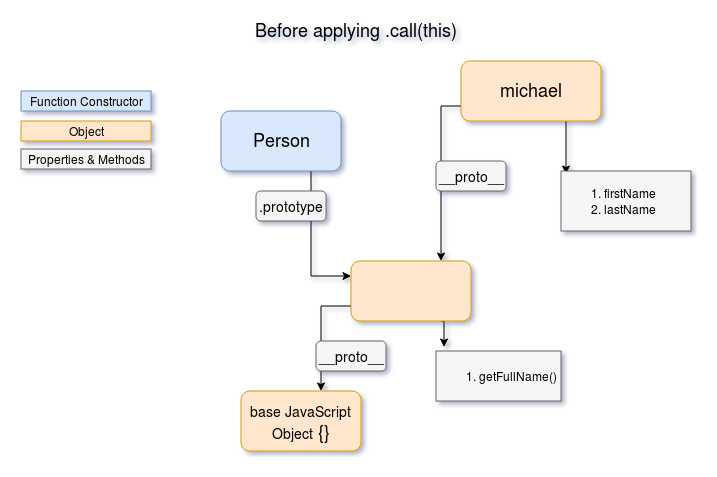 Before applying .call(this)
Function Constructor
Object
Properties & Methods
Person
michael
.prototype
__proto__
1. firstName
2. lastName
__proto__
1. getFullName()
base JavaScript
Object {}